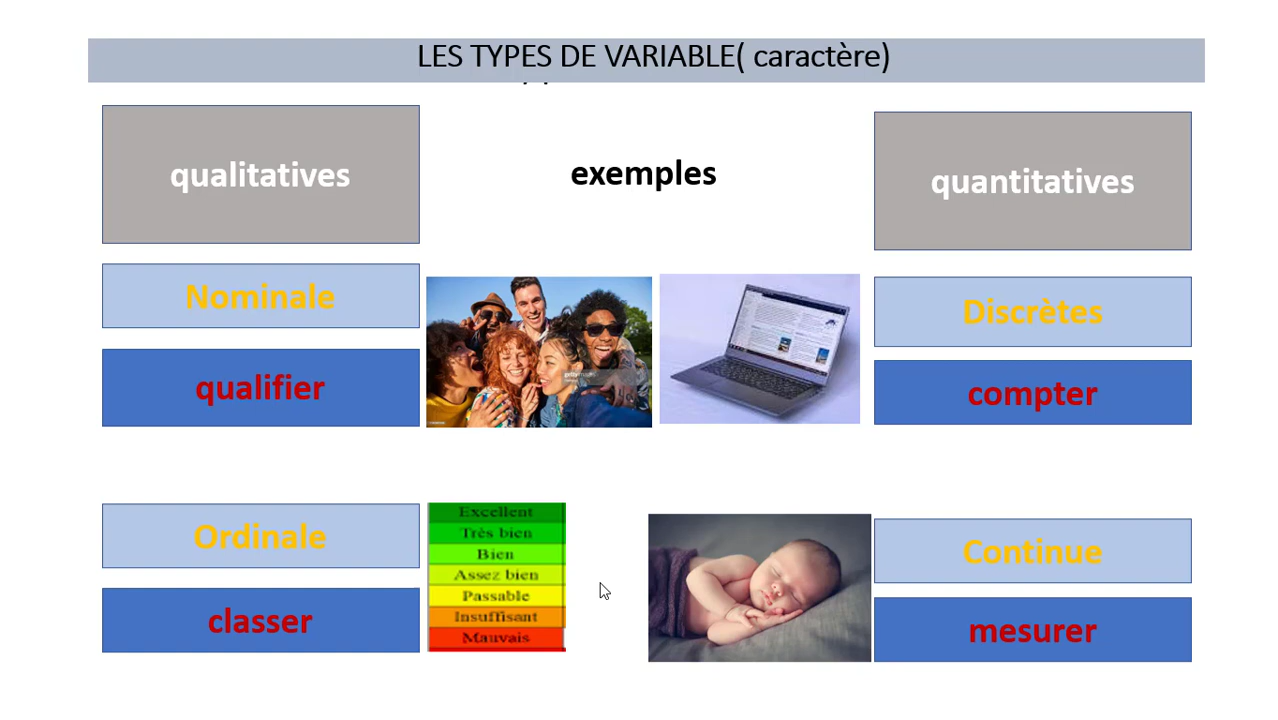 LES TYPES DE VARIABLE( caractère)
qualitatives
exemples
quantitatives
Nominale
qualifier
gettyimages
Discrètes
compter
Ordinale
classer
Excellent
Très bien
Bien
Assez bien
Passable
Insuffisant
Mauvais
Continue
mesurer